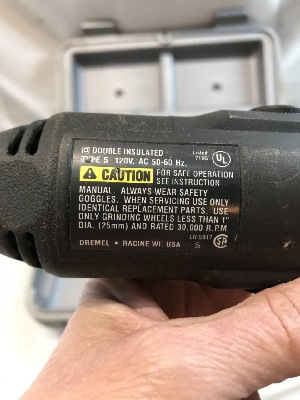 DOUBLE INSULATED
Listed
TYPE 5 120V. AC 50-60 Hz.
719G
UL
CAUTION FOR SAFE OPERATION
SEE INSTRUCTION
MANUAL. ALWAYS WEAR SAFETY
GOGGLES. WHEN SERVICING USE ONLY
IDENTICAL REPLACEMENT PARTS. USE
ONLY GRINDING WHEELS LESS THAN 1"
DIA. (25mm) AND RATED 30,000 R.P.M.
DREMEL - RACINE WI. USA
S
SA